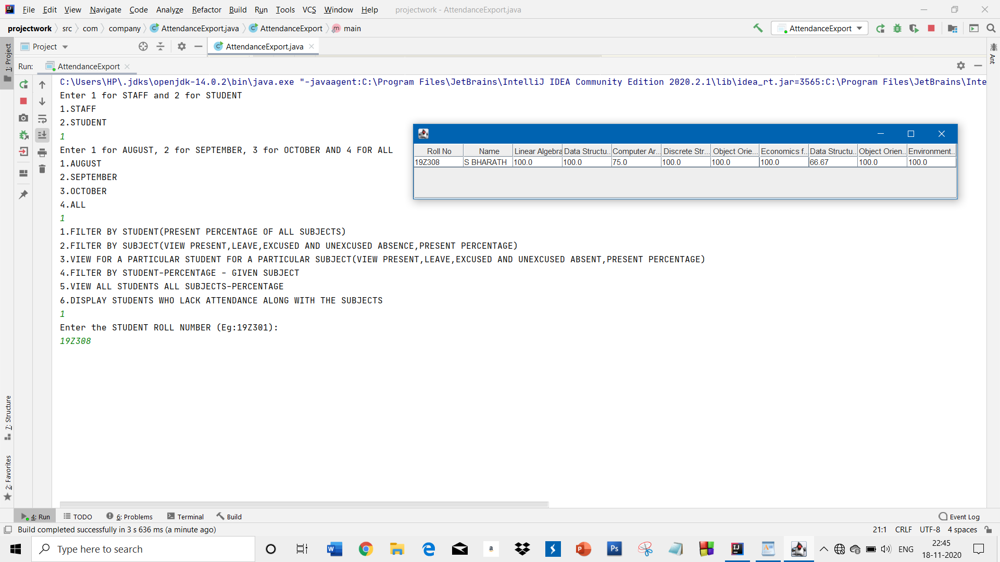 File Edit View Navigate Code Analyze Refactor Build Run Tools VCS Window Help projectwork - AttendanceExport.java
projectwork src com company AttendanceExport.java AttendanceExport main AttendanceExport
Project AttendanceExport.java
Run: AttendanceExport
C:\Users\HP\.jdks\openjdk-14.0.2\bin\java.exe "-javaagent:C:\Program Files\JetBrains\IntelliJ IDEA Community Edition 2020.2.1\lib\idea_rt.jar=3565:C:\Program Files\JetBrains\Inte
Enter 1 for STAFF and 2 for STUDENT
1.STAFF
2.STUDENT
1
Enter 1 for AUGUST, 2 for SEPTEMBER, 3 for OCTOBER AND 4 FOR ALL
1.AUGUST
2.SEPTEMBER
3.OCTOBER
4.ALL
1
1.FILTER BY STUDENT(PRESENT PERCENTAGE OF ALL SUBJECTS)
2.FILTER BY SUBJECT(VIEW PRESENT,LEAVE,EXCUSED AND UNEXCUSED ABSENCE,PRESENT PERCENTAGE)
3.VIEW FOR A PARTICULAR STUDENT FOR A PARTICULAR SUBJECT(VIEW PRESENT,LEAVE,EXCUSED AND UNEXCUSED ABSENT,PRESENT PERCENTAGE)
4.FILTER BY STUDENT-PERCENTAGE - GIVEN SUBJECT
5.VIEW ALL STUDENTS ALL SUBJECTS-PERCENTAGE
6.DISPLAY STUDENTS WHO LACK ATTENDANCE ALONG WITH THE SUBJECTS
1
Enter the STUDENT ROLL NUMBER (Eg:19Z301):
19Z308
Roll No Name Linear Algebra Data Structu... Computer Ar... Discrete Str... Object Orie... Economics f... Data Structu... Object Orien... Environment...
19Z308 S BHARATH 100.0 100.0 75.0 100.0 100.0 100.0 66.67 100.0 100.0
1: Project
7: Structure
2: Favorites
Ant
4: Run TODO 6: Problems Terminal Build Event Log
Build completed successfully in 3 s 636 ms (a minute ago) 21:1 CRLF UTF-8 4 spaces
Type here to search ENG 22:45
18-11-2020